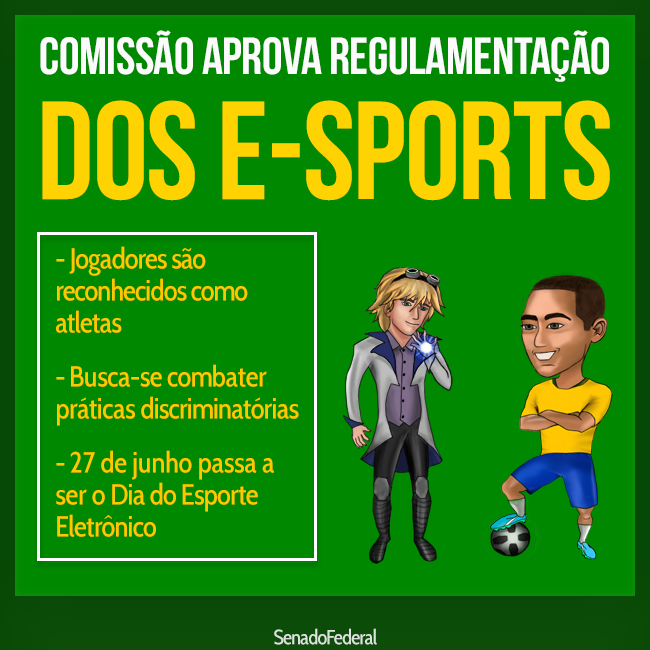 COMISSÃO APROVA REGULAMENTAÇÃO
DOS E-SPORTS
- Jogadores são
reconhecidos como
atletas
- Busca-se combater
práticas discriminatórias
- 27 de junho passa a
ser o Dia do Esporte
Eletrônico
SenadoFederal